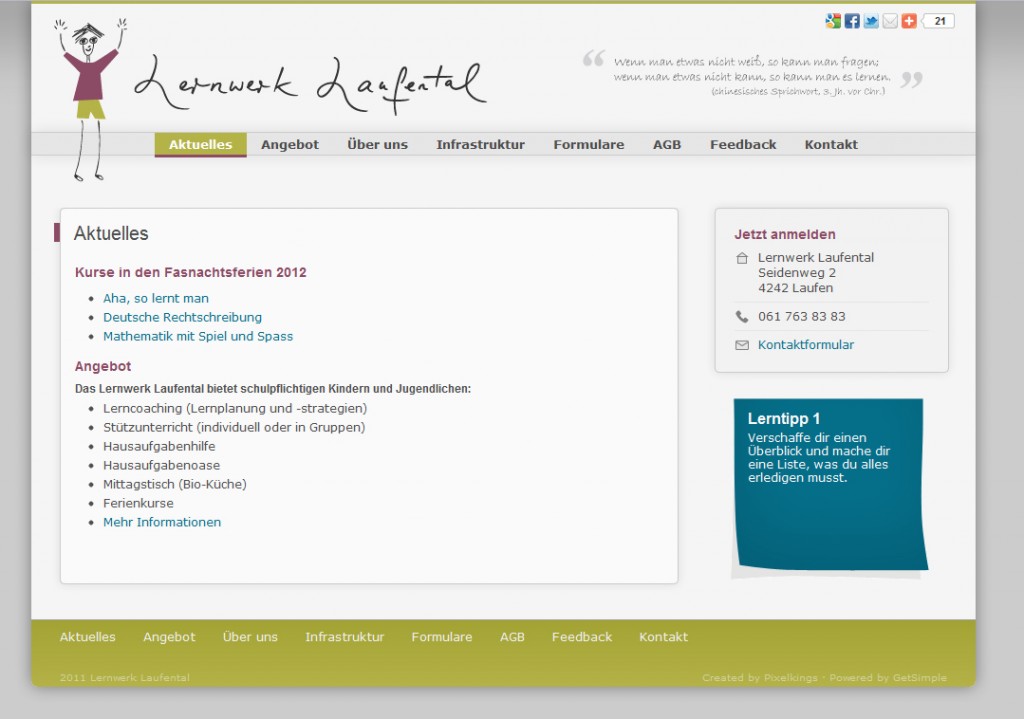 21
Lernwerk Laufental
“ Wenn man etwas nicht weiß, so kann man fragen;
wenn man etwas nicht kann, so kann man es lernen. ”
(chinesisches Sprichwort, 3. Jh. vor Chr.)
Aktuelles Angebot Über uns Infrastruktur Formulare AGB Feedback Kontakt
Aktuelles
Kurse in den Fasnachtsferien 2012
Aha, so lernt man
Deutsche Rechtschreibung
Mathematik mit Spiel und Spass
Angebot
Das Lernwerk Laufental bietet schulpflichtigen Kindern und Jugendlichen:
Lerncoaching (Lernplanung und -strategien)
Stützunterricht (individuell oder in Gruppen)
Hausaufgabenhilfe
Hausaufgabenoase
Mittagstisch (Bio-Küche)
Ferienkurse
Mehr Informationen
Jetzt anmelden
Lernwerk Laufental
Seidenweg 2
4242 Laufen
061 763 83 83
Kontaktformular
Lerntipp 1
Verschaffe dir einen
Überblick und mache dir
eine Liste, was du alles
erledigen musst.
Aktuelles Angebot Über uns Infrastruktur Formulare AGB Feedback Kontakt
2011 Lernwerk Laufental
Created by Pixelkings - Powered by GetSimple